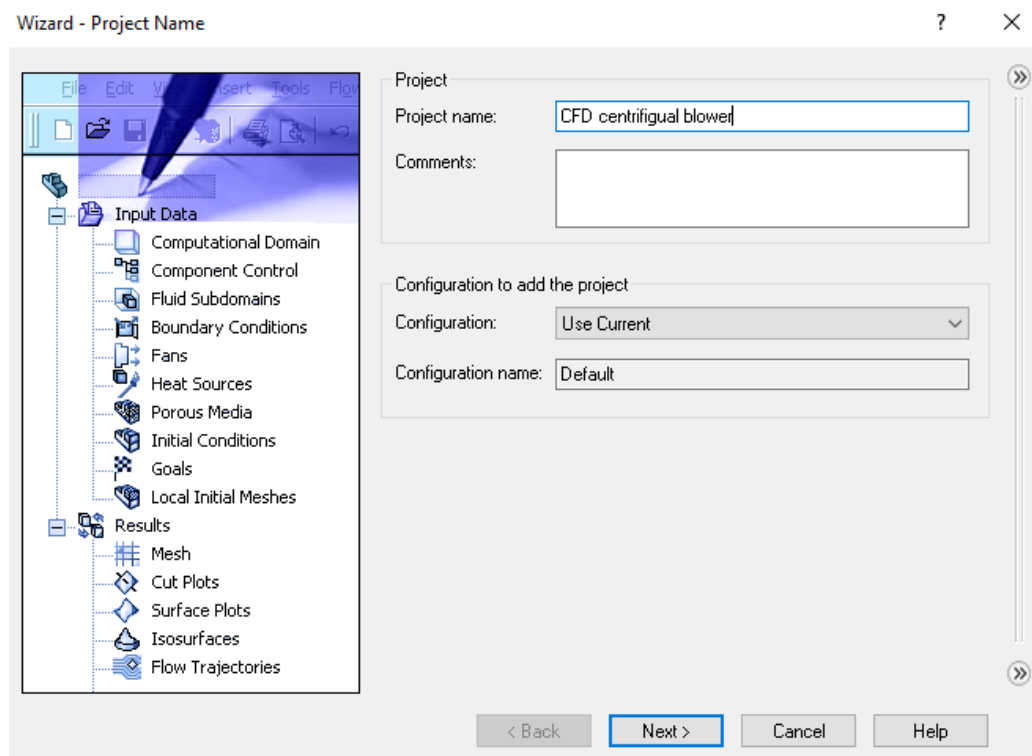 Wizard - Project Name
?
File Edit View Insert Tools Flow
Input Data
Computational Domain
Component Control
Fluid Subdomains
Boundary Conditions
Fans
Heat Sources
Porous Media
Initial Conditions
Goals
Local Initial Meshes
Results
Mesh
Cut Plots
Surface Plots
Isosurfaces
Flow Trajectories
Project
Project name: CFD centrifigual blower
Comments:
Configuration to add the project
Configuration: Use Current
Configuration name: Default
< Back Next > Cancel Help